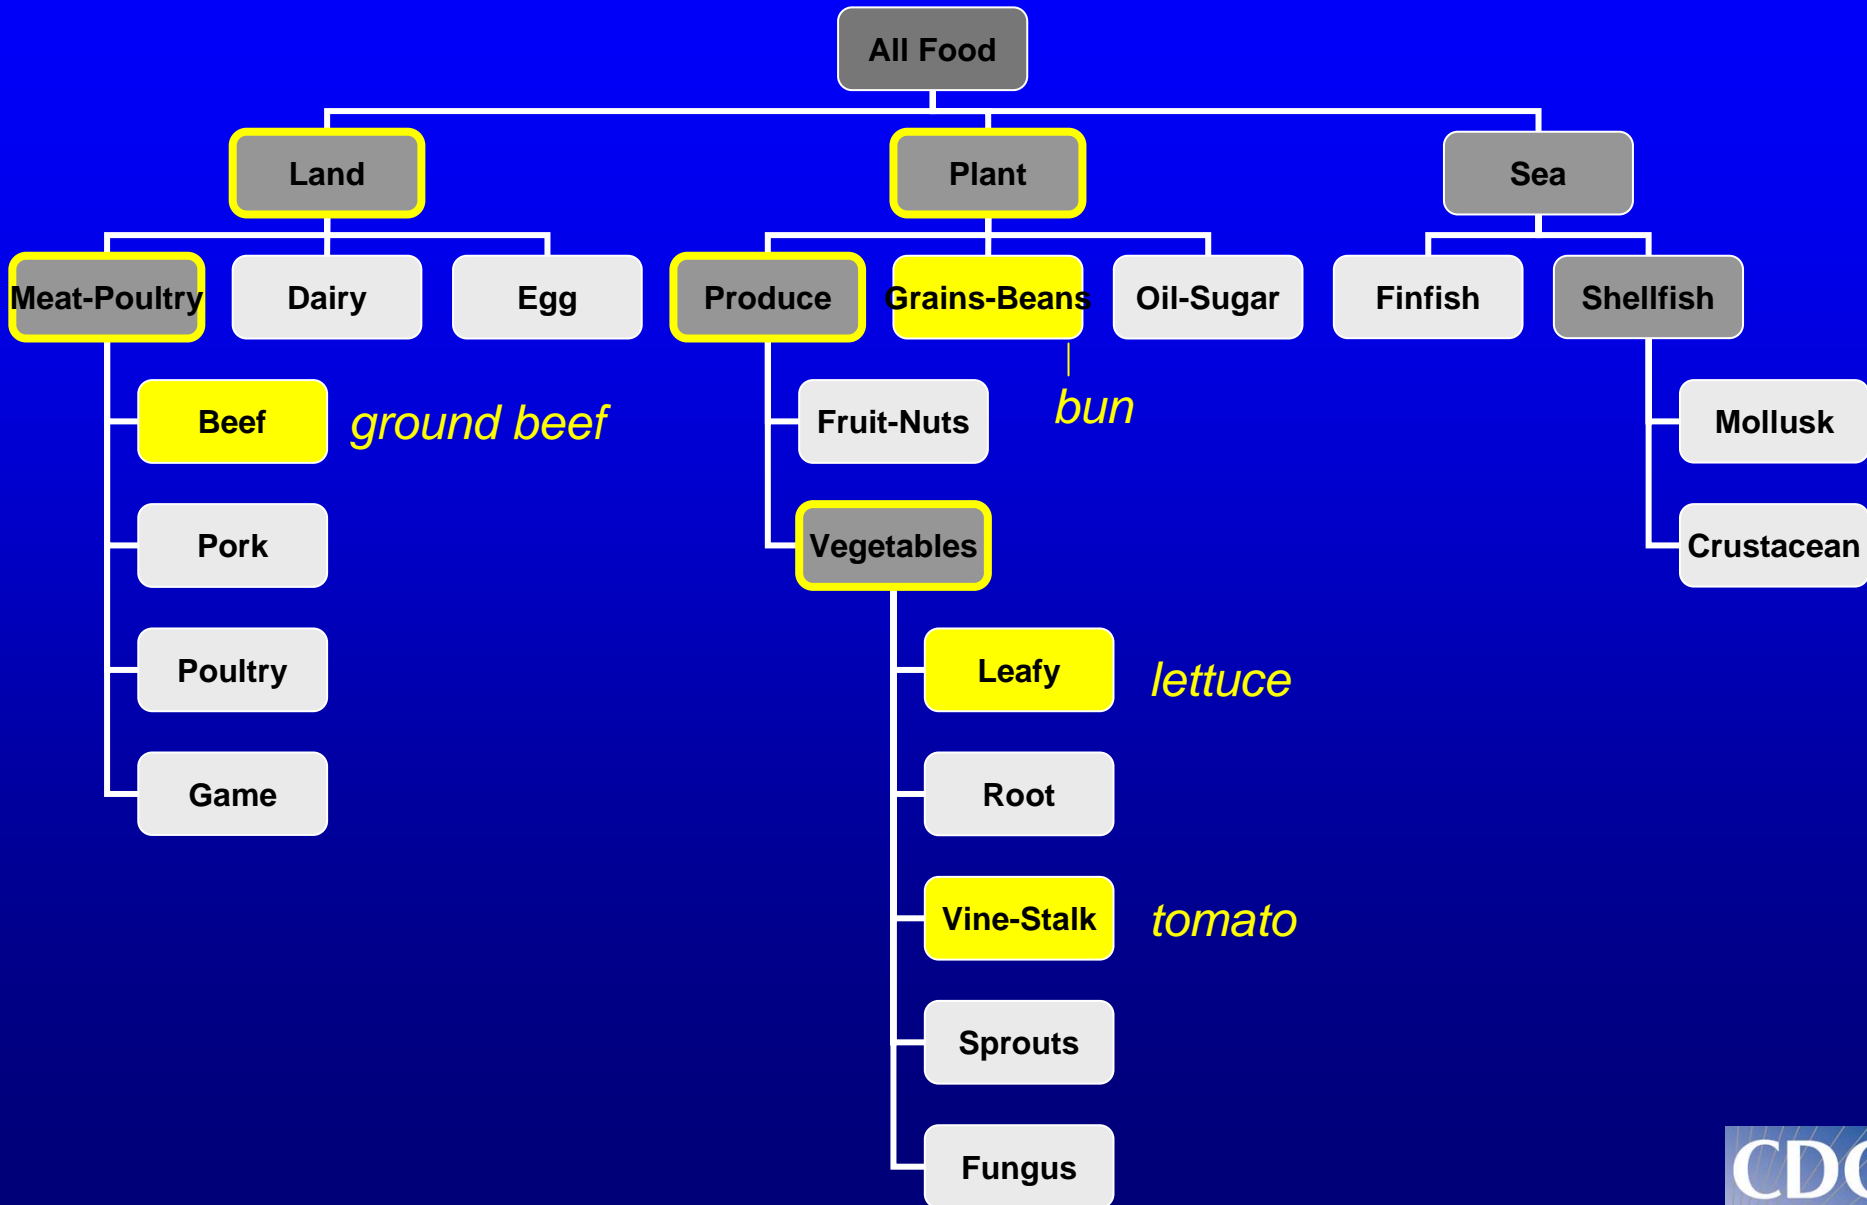 All Food
Land
Plant
Sea
Meat-Poultry
Dairy
Egg
Produce
Grains-Beans
Oil-Sugar
Finfish
Shellfish
Beef
ground beef
Fruit-Nuts
bun
Mollusk
Pork
Vegetables
Crustacean
Poultry
Leafy
lettuce
Game
Root
Vine-Stalk
tomato
Sprouts
Fungus
CDC